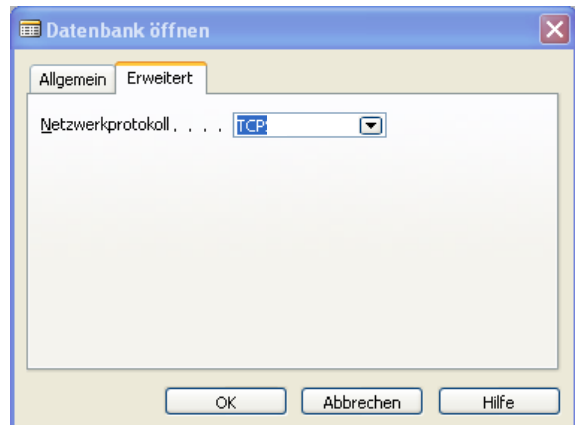 Datenbank öffnen
Allgemein Erweitert
Netzwerkprotokoll . . . . TCP:
OK Abbrechen Hilfe